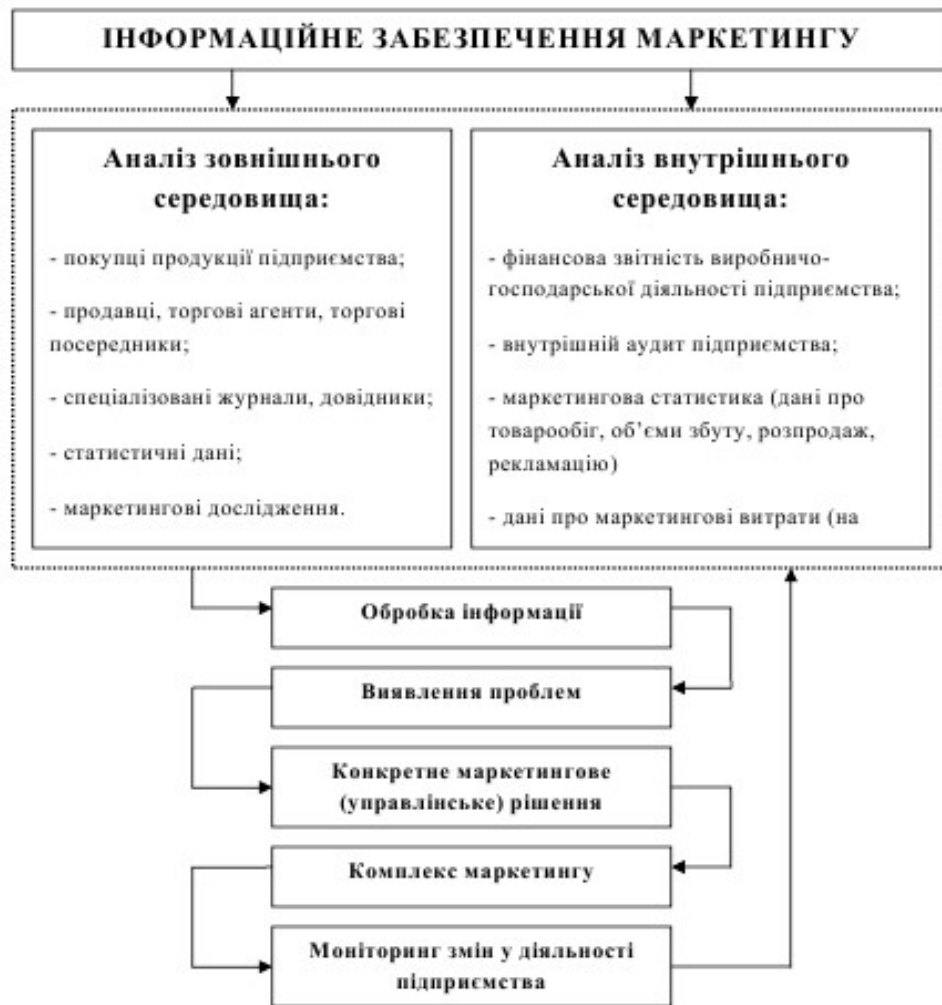 ІНФОРМАЦІЙНЕ ЗАБЕЗПЕЧЕННЯ МАРКЕТИНГУ
Аналіз зовнішнього
середовища:
- покупці продукції підприємства;
- продавці, торгові агенти, торгові
посередники;
- спеціалізовані журнали, довідники;
- статистичні дані;
- маркетингові дослідження.
Аналіз внутрішнього
середовища:
- фінансова звітність виробничо-
господарської діяльності підприємства;
- внутрішній аудит підприємства;
- маркетингова статистика (дані про
товарообіг, об’єми збуту, розпродаж,
рекламацію)
- дані про маркетингові витрати (на
Обробка інформації
Виявлення проблем
Конкретне маркетингове
(управлінське) рішення
Комплекс маркетингу
Моніторинг змін у діяльності
підприємства